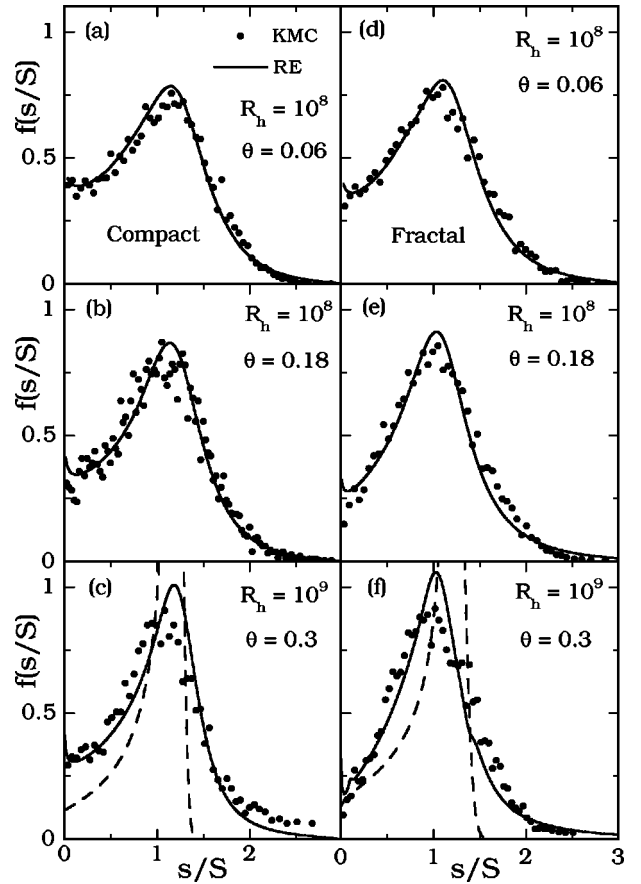 (a)
KMC
RE
R_h = 10^8
θ = 0.06
Compact
f(s/S)
1
0.5
0
(d)
R_h = 10^8
θ = 0.06
Fractal
(b)
R_h = 10^8
θ = 0.18
f(s/S)
1
0.5
0
(e)
R_h = 10^8
θ = 0.18
(c)
R_h = 10^9
θ = 0.3
f(s/S)
1
0.5
0
0 1 2
s/S
(f)
R_h = 10^9
θ = 0.3
0 1 2 3
s/S